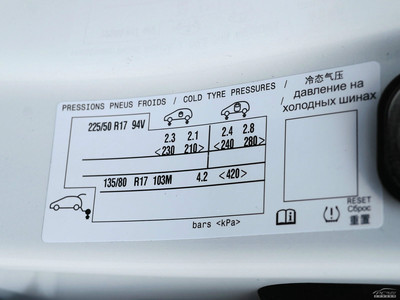 PRESSIONS PNEUS FROIDS / COLD TYRE PRESSURES / 冷态气压
/ давление на
холодных шинах
225/50 R17 94V
2.3 2.1 2.4 2.8
<230 210> <240 280>
135/80 R17 103M 4.2 <420>
bars <kPa>
RESET
Сброс
重置